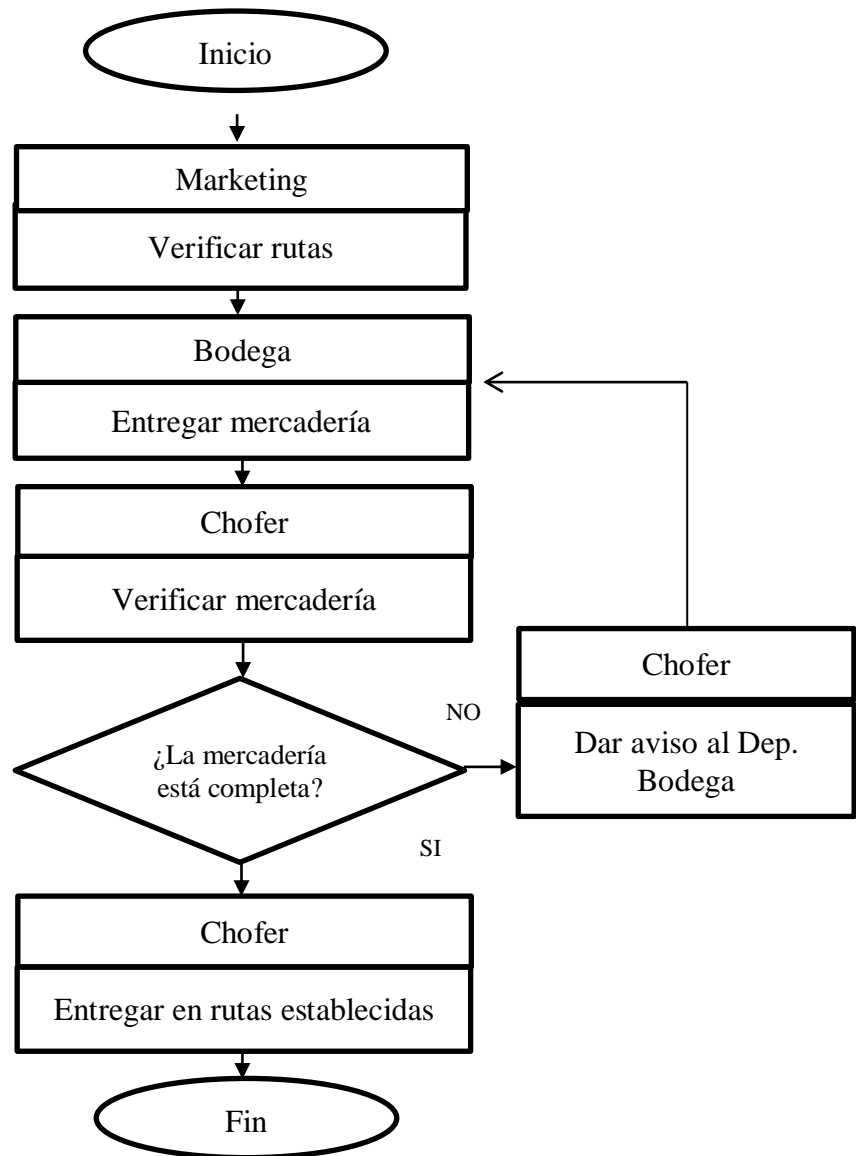 Inicio
Marketing
Verificar rutas
Bodega
Entregar mercadería
Chofer
Verificar mercadería
¿La mercadería
está completa?
NO
Chofer
Dar aviso al Dep.
Bodega
SI
Chofer
Entregar en rutas establecidas
Fin